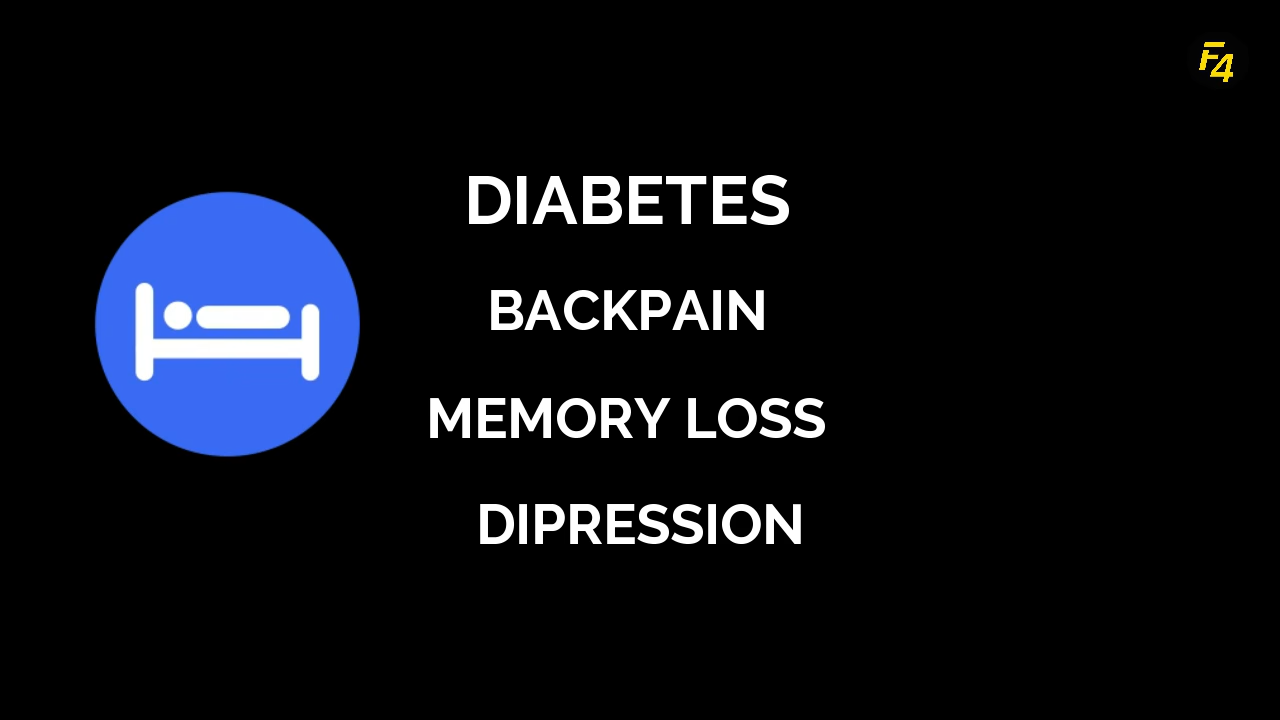 F4
DIABETES
BACKPAIN
MEMORY LOSS
DIPRESSION